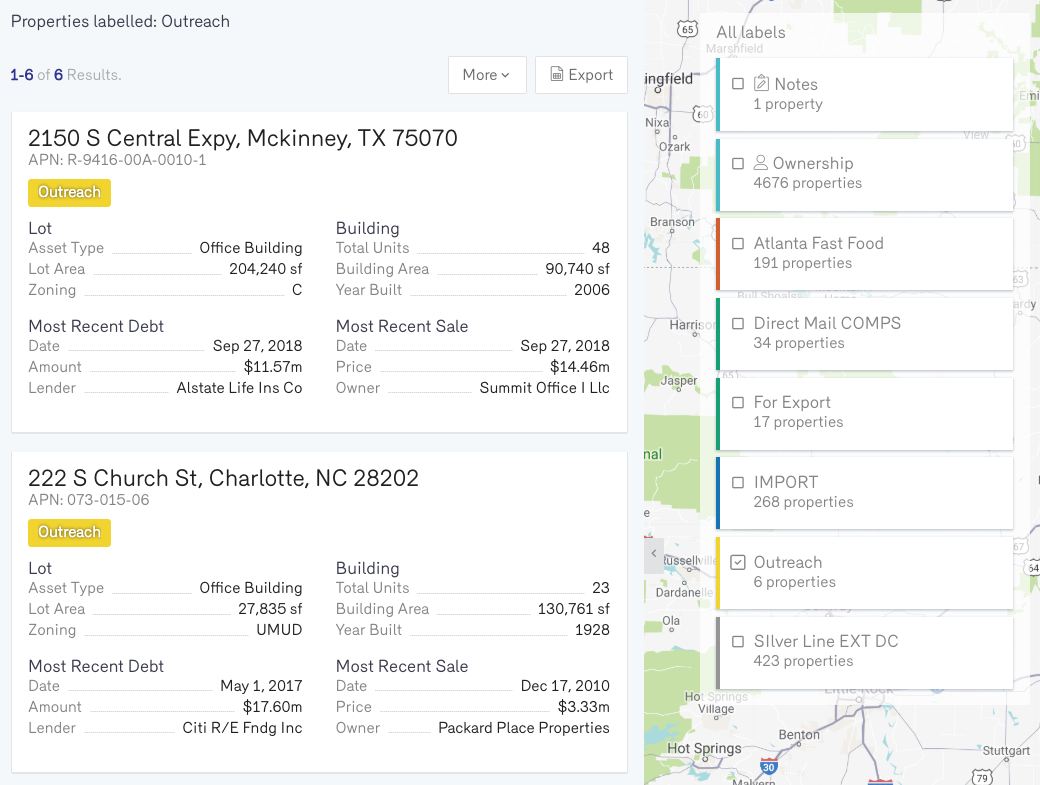 Properties labelled: Outreach
1-6 of 6 Results.
More
Export
2150 S Central Expy, Mckinney, TX 75070
APN: R-9416-00A-0010-1
Outreach
Lot
Asset Type Office Building
Lot Area 204,240 sf
Zoning C
Building
Total Units 48
Building Area 90,740 sf
Year Built 2006
Most Recent Debt
Date Sep 27, 2018
Amount $11.57m
Lender Alstate Life Ins Co
Most Recent Sale
Date Sep 27, 2018
Price $14.46m
Owner Summit Office I Llc
222 S Church St, Charlotte, NC 28202
APN: 073-015-06
Outreach
Lot
Asset Type Office Building
Lot Area 27,835 sf
Zoning UMUD
Building
Total Units 23
Building Area 130,761 sf
Year Built 1928
Most Recent Debt
Date May 1, 2017
Amount $17.60m
Lender Citi R/E Fndg Inc
Most Recent Sale
Date Dec 17, 2010
Price $3.33m
Owner Packard Place Properties
All labels
Notes
1 property
Ownership
4676 properties
Atlanta Fast Food
191 properties
Direct Mail COMPS
34 properties
For Export
17 properties
IMPORT
268 properties
Outreach
6 properties
SIlver Line EXT DC
423 properties
65
Marshfield
ingfield
60
Nixa
Ozark
View
60
Branson
63
Bull Shoals
Home
ardy
Harrison
65
Jasper
nal
e
67
Russellville
64
Dardanelle
Ola
Hot Springs
Village
Little Rock
Benton
Hot Springs
30
Stuttgart
79
Malvern